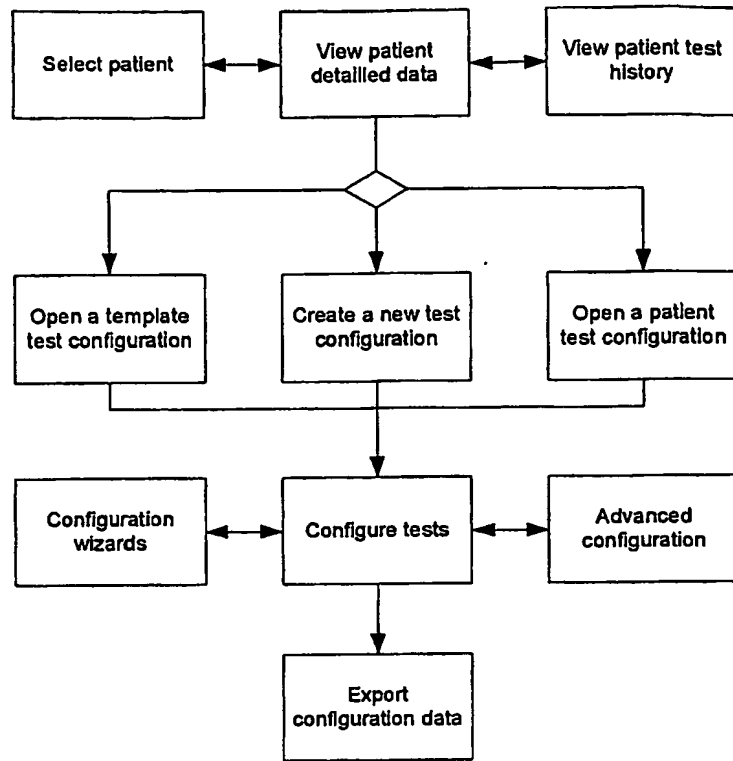 Select patient
View patient
detailled data
View patient test
history
Open a template
test configuration
Create a new test
configuration
Open a patient
test configuration
Configuration
wizards
Configure tests
Advanced
configuration
Export
configuration data